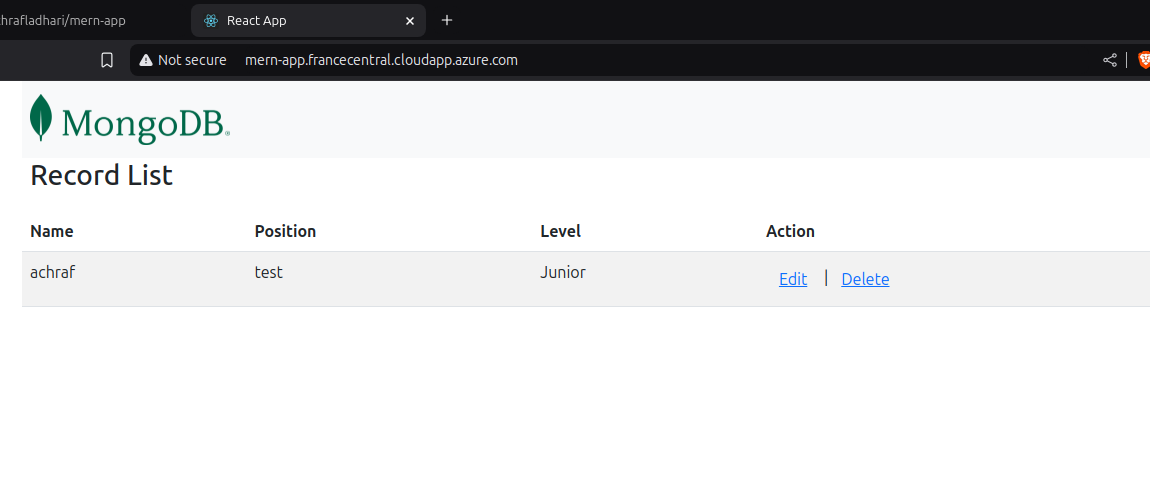 hrafladhari/mern-app React App
Not secure mern-app.francecentral.cloudapp.azure.com
MongoDB®
Record List
Name Position Level Action
achraf test Junior Edit | Delete